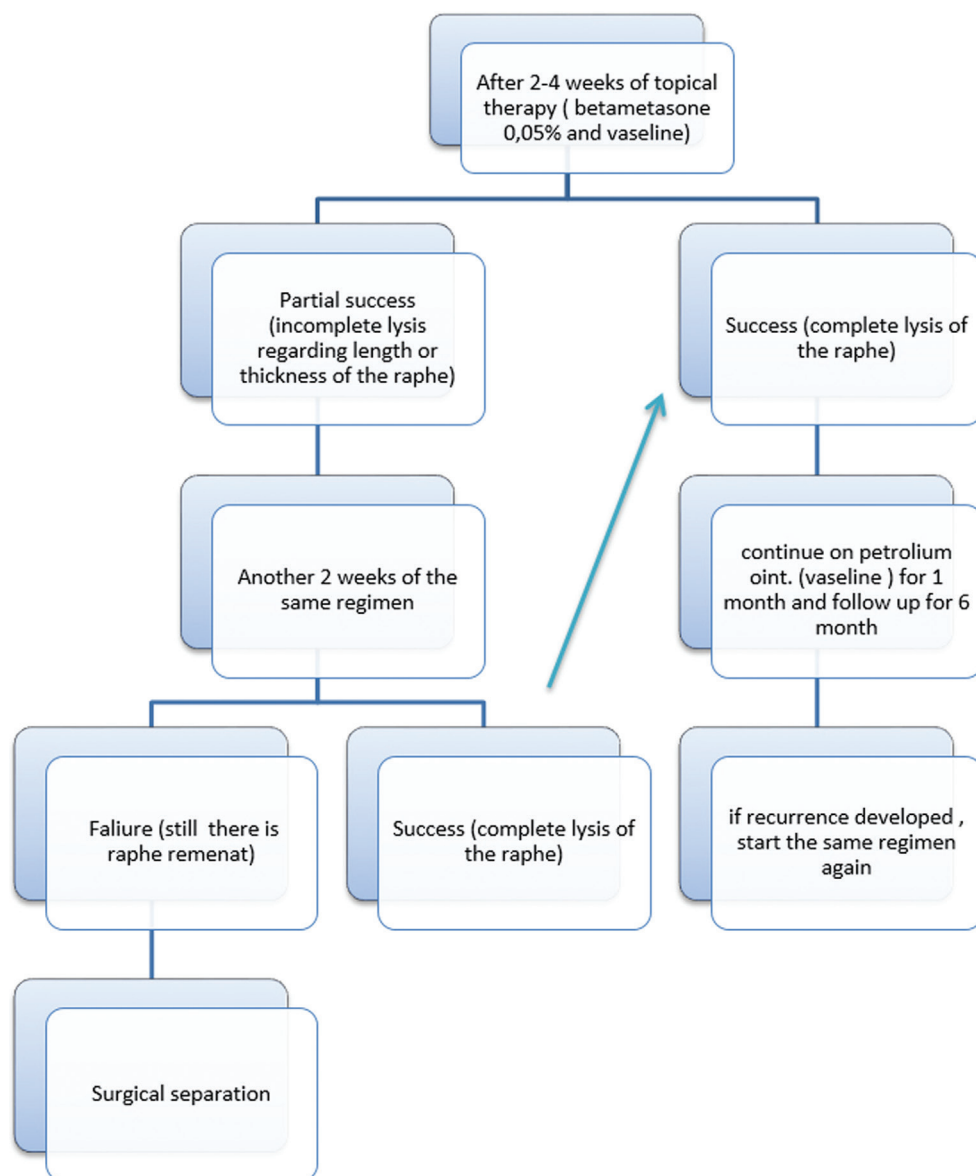 After 2-4 weeks of topical
therapy ( betametasone
0,05% and vaseline)
Partial success
(incomplete lysis
regarding length or
thickness of the raphe)
Success (complete lysis of
the raphe)
Another 2 weeks of the
same regimen
continue on petrolium
oint. (vaseline ) for 1
month and follow up for 6
month
Faliure (still there is
raphe remenat)
Success (complete lysis of
the raphe)
if recurrence developed ,
start the same regimen
again
Surgical separation